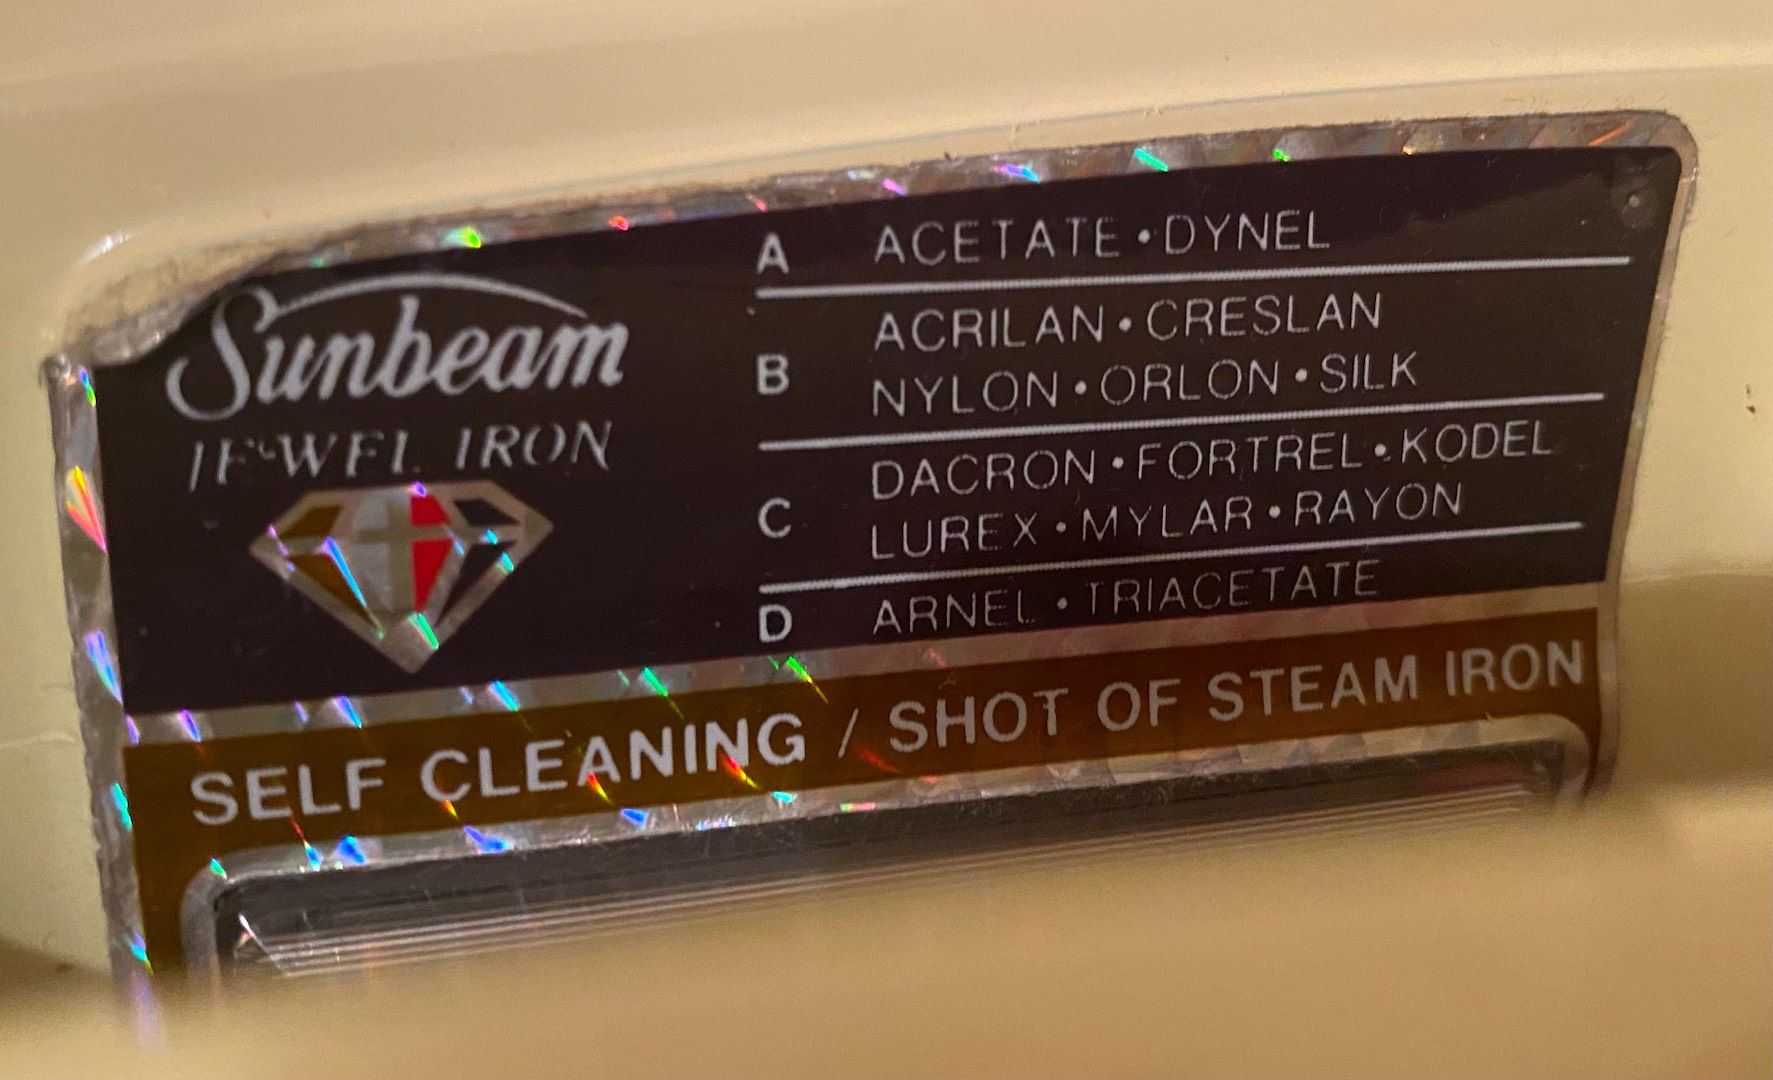 Sunbeam
JEWEL IRON
A ACETATE • DYNEL
B ACRILAN • CRESLAN
NYLON • ORLON • SILK
C DACRON • FORTREL • KODEL
LUREX • MYLAR • RAYON
D ARNEL • TRIACETATE
SELF CLEANING / SHOT OF STEAM IRON